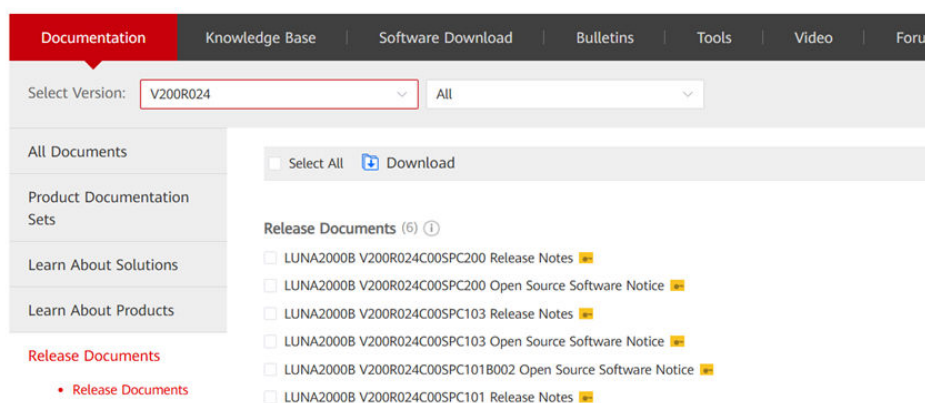 Documentation Knowledge Base Software Download Bulletins Tools Video
Select Version: V200R024 All
All Documents
Select All Download
Product Documentation
Sets
Release Documents (6)
LUNA2000B V200R024C00SPC200 Release Notes
Learn About Solutions
LUNA2000B V200R024C00SPC200 Open Source Software Notice
Learn About Products
LUNA2000B V200R024C00SPC103 Release Notes
LUNA2000B V200R024C00SPC103 Open Source Software Notice
Release Documents
LUNA2000B V200R024C00SPC101B002 Open Source Software Notice
Release Documents
LUNA2000B V200R024C00SPC101 Release Notes